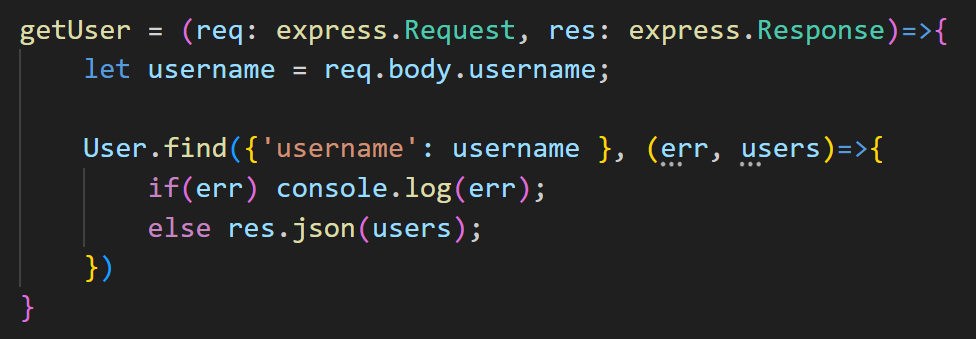 getUser = (req: express.Request, res: express.Response)=>{
    let username = req.body.username;

    User.find({'username': username }, (err, users)=>{
        if(err) console.log(err);
        else res.json(users);
    })
}